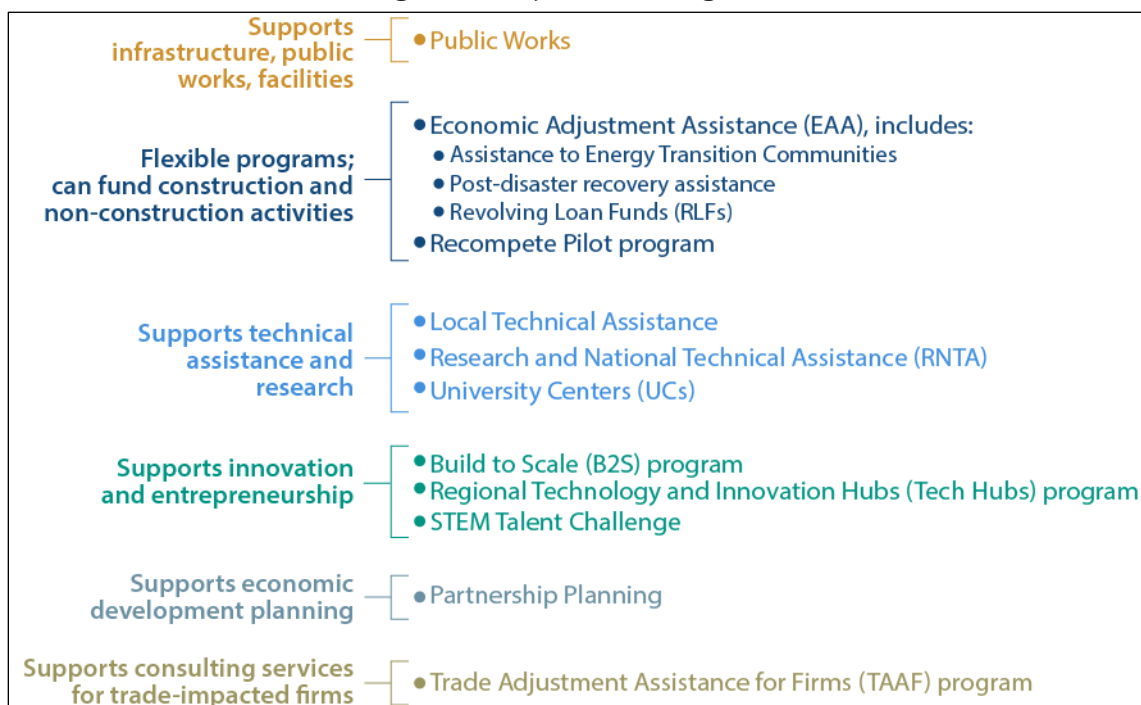 Supports
infrastructure, public
works, facilities
• Public Works
Flexible programs;
can fund construction and
non-construction activities
• Economic Adjustment Assistance (EAA), includes:
• Assistance to Energy Transition Communities
• Post-disaster recovery assistance
• Revolving Loan Funds (RLFs)
• Recompete Pilot program
Supports technical
assistance and
research
• Local Technical Assistance
• Research and National Technical Assistance (RNTA)
• University Centers (UCs)
Supports innovation
and entrepreneurship
• Build to Scale (B2S) program
• Regional Technology and Innovation Hubs (Tech Hubs) program
• STEM Talent Challenge
Supports economic
development planning
• Partnership Planning
Supports consulting services
for trade-impacted firms
• Trade Adjustment Assistance for Firms (TAAF) program